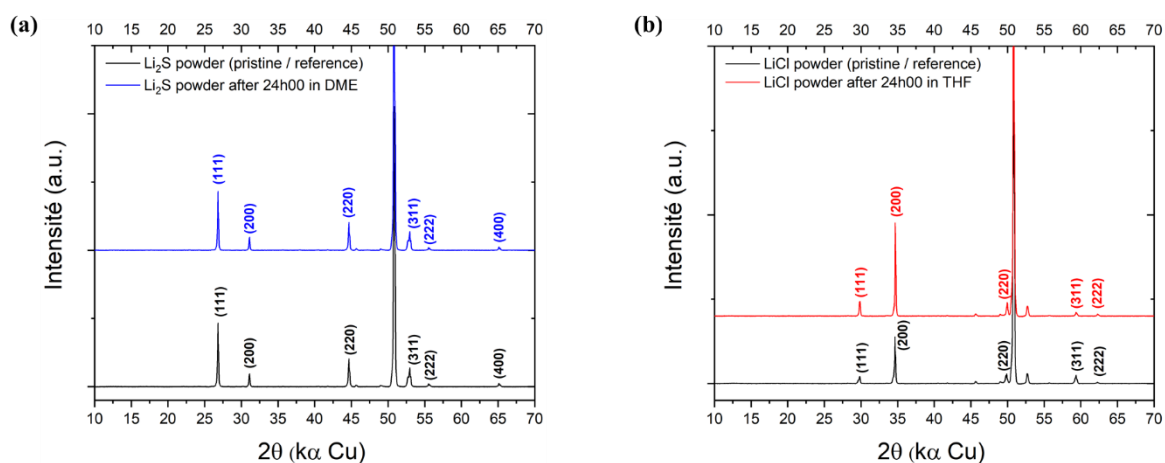 (a)
10 15 20 25 30 35 40 45 50 55 60 65 70
Li₂S powder (pristine / reference)
Li₂S powder after 24h00 in DME
Intensité (a.u.)
(111)
(200)
(220)
(311)
(222)
(400)
(111)
(200)
(220)
(311)
(222)
(400)
10 15 20 25 30 35 40 45 50 55 60 65 70
2θ (kα Cu)
(b)
10 15 20 25 30 35 40 45 50 55 60 65 70
LiCl powder (pristine / reference)
LiCl powder after 24h00 in THF
Intensité (a.u.)
(111)
(200)
(220)
(311)
(222)
(111)
(200)
(220)
(311)
(222)
10 15 20 25 30 35 40 45 50 55 60 65 70
2θ (kα Cu)